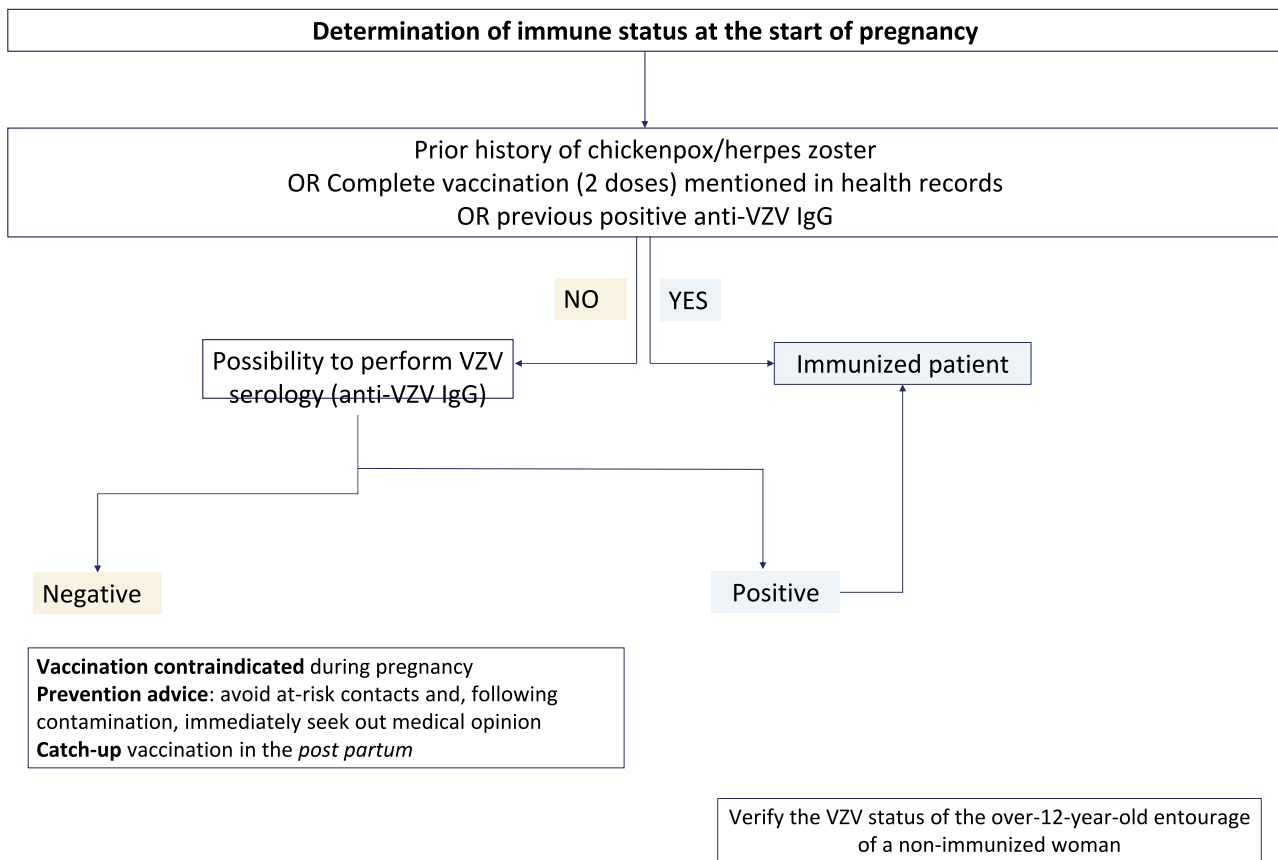 Determination of immune status at the start of pregnancy
Prior history of chickenpox/herpes zoster
OR Complete vaccination (2 doses) mentioned in health records
OR previous positive anti-VZV IgG
NO
YES
Possibility to perform VZV
serology (anti-VZV IgG)
Immunized patient
Negative
Positive
Vaccination contraindicated during pregnancy
Prevention advice: avoid at-risk contacts and, following
contamination, immediately seek out medical opinion
Catch-up vaccination in the post partum
Verify the VZV status of the over-12-year-old entourage
of a non-immunized woman